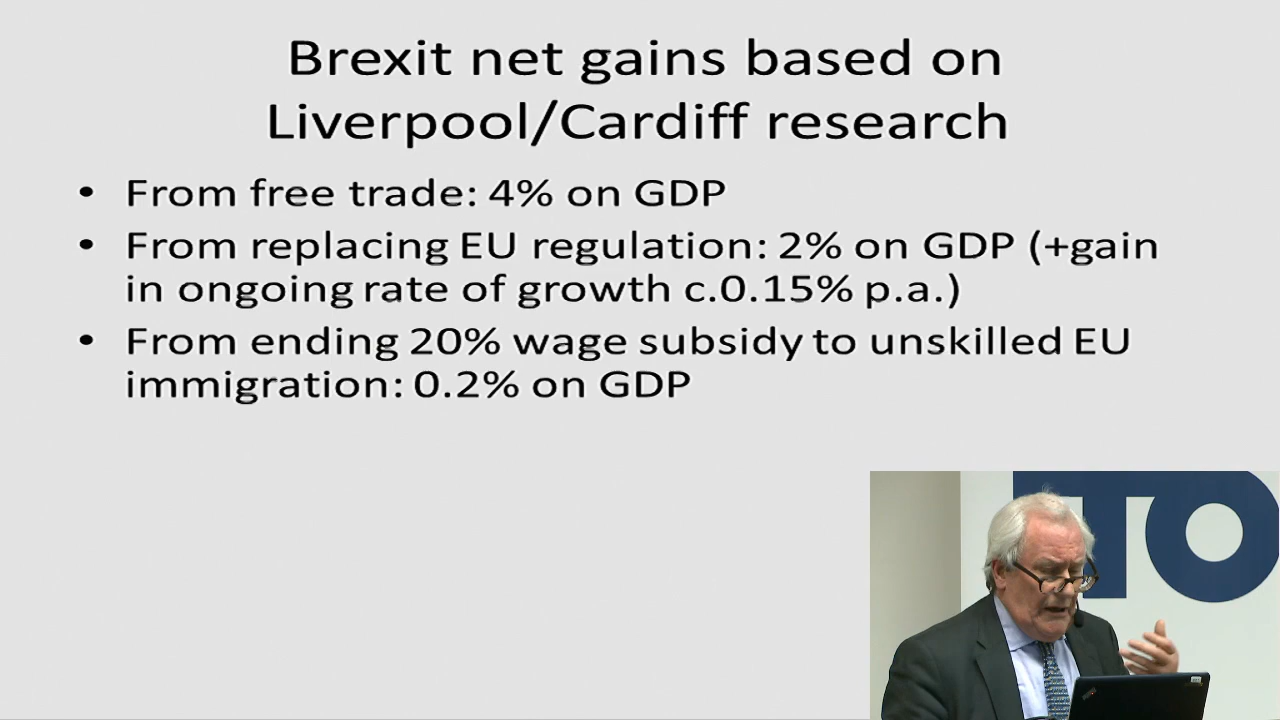 Brexit net gains based on
Liverpool/Cardiff research
• From free trade: 4% on GDP
• From replacing EU regulation: 2% on GDP (+gain
in ongoing rate of growth c.0.15% p.a.)
• From ending 20% wage subsidy to unskilled EU
immigration: 0.2% on GDP
TO